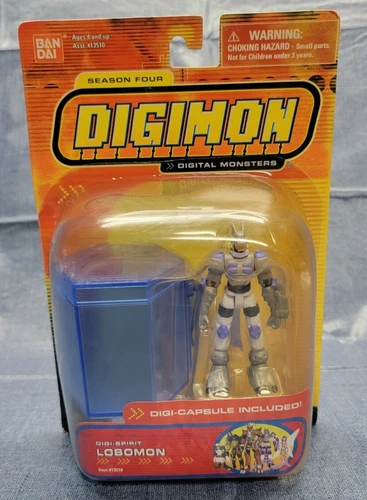 BAN
DAI
Ages 4 and up
Asst. #13510
WARNING:
CHOKING HAZARD - Small parts.
Not for Children under 3 years.
SEASON FOUR
DIGIMON
DIGITAL MONSTERS
DIGI-CAPSULE INCLUDED!
DIGI-SPIRIT
LOBOMON